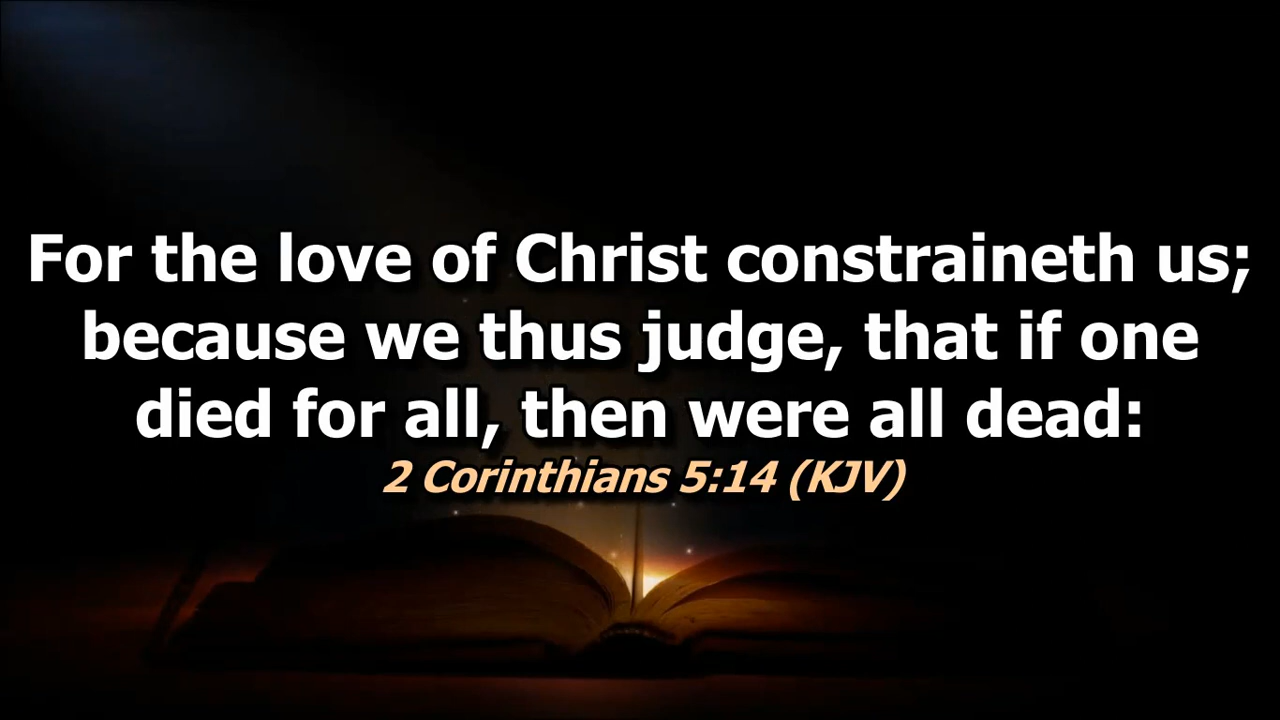 For the love of Christ constraineth us;
because we thus judge, that if one
died for all, then were all dead:
2 Corinthians 5:14 (KJV)